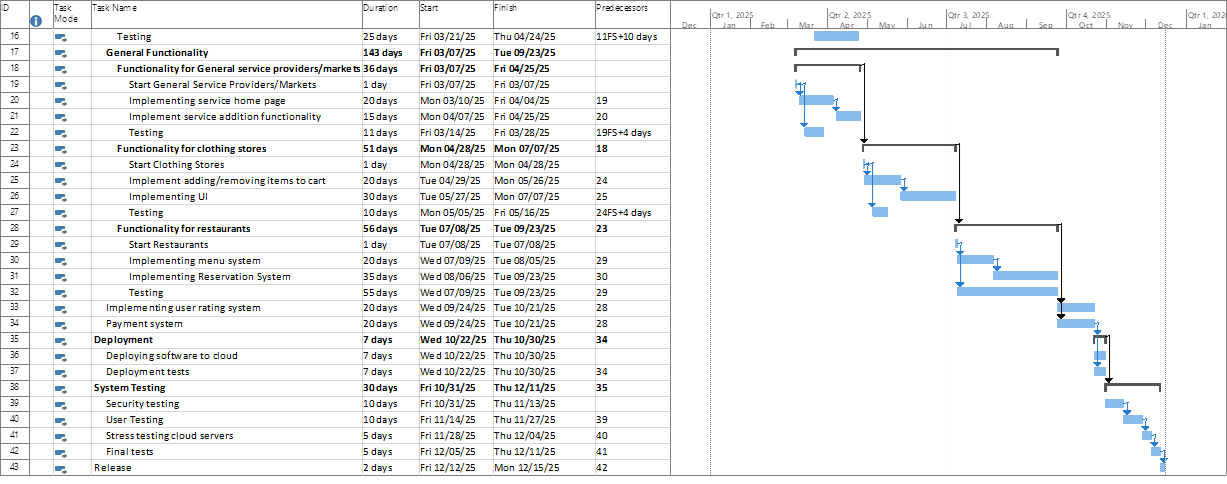 ID Task Mode Task Name Duration Start Finish Predecessors
Qtr 1, 2025 Qtr 2, 2025 Qtr 3, 2025 Qtr 4, 2025 Qtr 1, 202
Dec Jan Feb Mar Apr May Jun Jul Aug Sep Oct Nov Dec Jan
16 Testing 25 days Fri 03/21/25 Thu 04/24/25 11FS+10 days
17 General Functionality 143 days Fri 03/07/25 Tue 09/23/25
18 Functionality for General service providers/markets 36 days Fri 03/07/25 Fri 04/25/25
19 Start General Service Providers/Markets 1 day Fri 03/07/25 Fri 03/07/25
20 Implementing service home page 20 days Mon 03/10/25 Fri 04/04/25 19
21 Implement service addition functionality 15 days Mon 04/07/25 Fri 04/25/25 20
22 Testing 11 days Fri 03/14/25 Fri 03/28/25 19FS+4 days
23 Functionality for clothing stores 51 days Mon 04/28/25 Mon 07/07/25 18
24 Start Clothing Stores 1 day Mon 04/28/25 Mon 04/28/25
25 Implement adding/removing items to cart 20 days Tue 04/29/25 Mon 05/26/25 24
26 Implementing UI 30 days Tue 05/27/25 Mon 07/07/25 25
27 Testing 10 days Mon 05/05/25 Fri 05/16/25 24FS+4 days
28 Functionality for restaurants 56 days Tue 07/08/25 Tue 09/23/25 23
29 Start Restaurants 1 day Tue 07/08/25 Tue 07/08/25
30 Implementing menu system 20 days Wed 07/09/25 Tue 08/05/25 29
31 Implementing Reservation System 35 days Wed 08/06/25 Tue 09/23/25 30
32 Testing 55 days Wed 07/09/25 Tue 09/23/25 29
33 Implementing user rating system 20 days Wed 09/24/25 Tue 10/21/25 28
34 Payment system 20 days Wed 09/24/25 Tue 10/21/25 28
35 Deployment 7 days Wed 10/22/25 Thu 10/30/25 34
36 Deploying software to cloud 7 days Wed 10/22/25 Thu 10/30/25
37 Deployment tests 7 days Wed 10/22/25 Thu 10/30/25 34
38 System Testing 30 days Fri 10/31/25 Thu 12/11/25 35
39 Security testing 10 days Fri 10/31/25 Thu 11/13/25
40 User Testing 10 days Fri 11/14/25 Thu 11/27/25 39
41 Stress testing cloud servers 5 days Fri 11/28/25 Thu 12/04/25 40
42 Final tests 5 days Fri 12/05/25 Thu 12/11/25 41
43 Release 2 days Fri 12/12/25 Mon 12/15/25 42